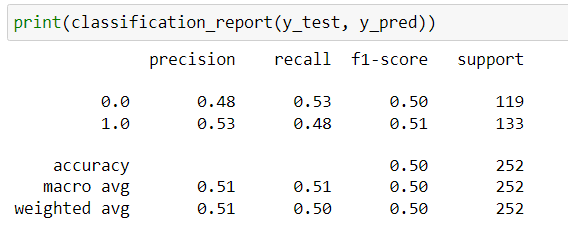 print(classification_report(y_test, y_pred))
precision recall f1-score support
0.0 0.48 0.53 0.50 119
1.0 0.53 0.48 0.51 133
accuracy 0.50 252
macro avg 0.51 0.51 0.50 252
weighted avg 0.51 0.50 0.50 252